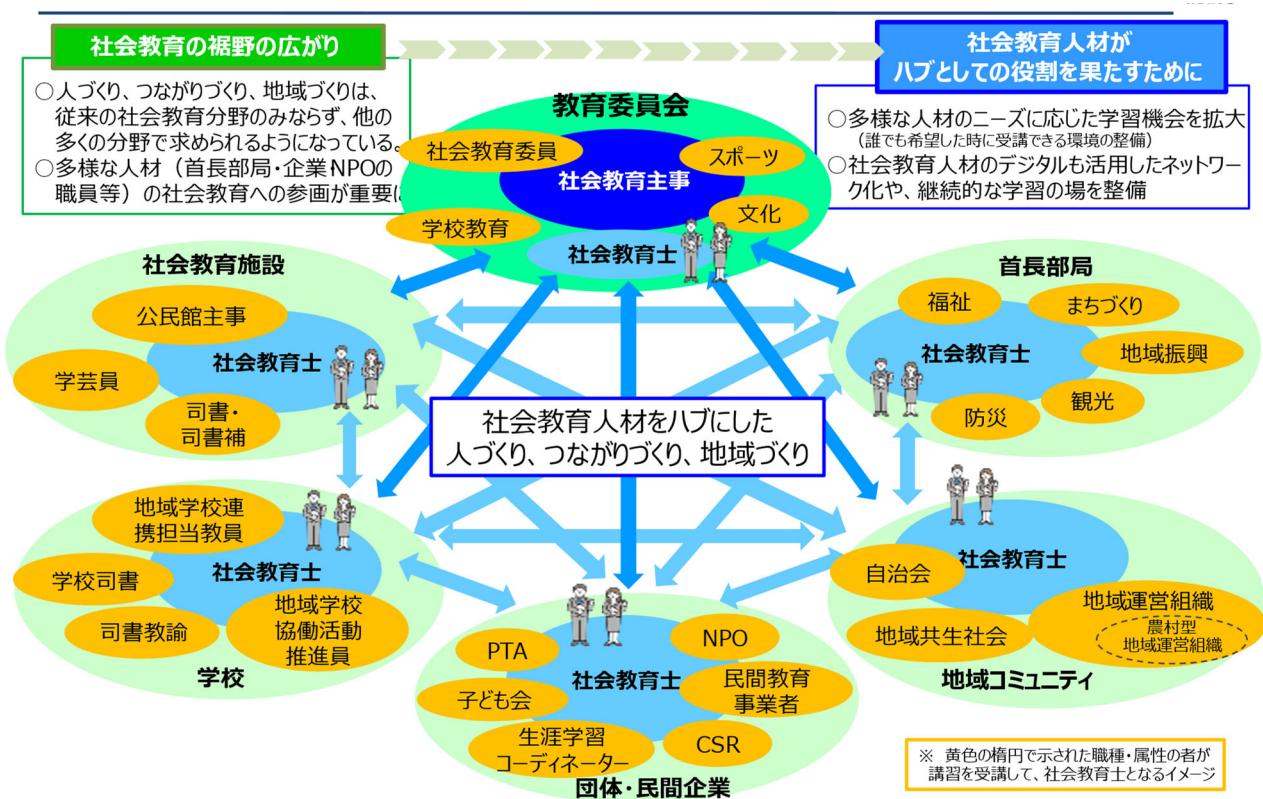 社会教育の裾野の広がり
○人づくり、つながりづくり、地域づくりは、
従来の社会教育分野のみならず、他の
多くの分野で求められるようになっている。
○多様な人材（首長部局・企業・NPOの
職員等）の社会教育への参画が重要に
社会教育人材が
ハブとしての役割を果たすために
○多様な人材のニーズに応じた学習機会を拡大
（誰でも希望した時に受講できる環境の整備）
○社会教育人材のデジタルも活用したネットワー
ク化や、継続的な学習の場を整備
教育委員会
社会教育委員
スポーツ
社会教育主事
学校教育
文化
社会教育士
社会教育施設
公民館主事
社会教育士
学芸員
司書・
司書補
首長部局
福祉
まちづくり
社会教育士
地域振興
防災
観光
社会教育人材をハブにした
人づくり、つながりづくり、地域づくり
地域学校連
携担当教員
学校司書
社会教育士
司書教諭
地域学校
協働活動
推進員
学校
PTA
NPO
社会教育士
子ども会
民間教育
事業者
生涯学習
コーディネーター
CSR
団体・民間企業
社会教育士
自治会
地域運営組織
地域共生社会
農村型
地域運営組織
地域コミュニティ
※ 黄色の楕円で示された職種・属性の者が
講習を受講して、社会教育士となるイメージ